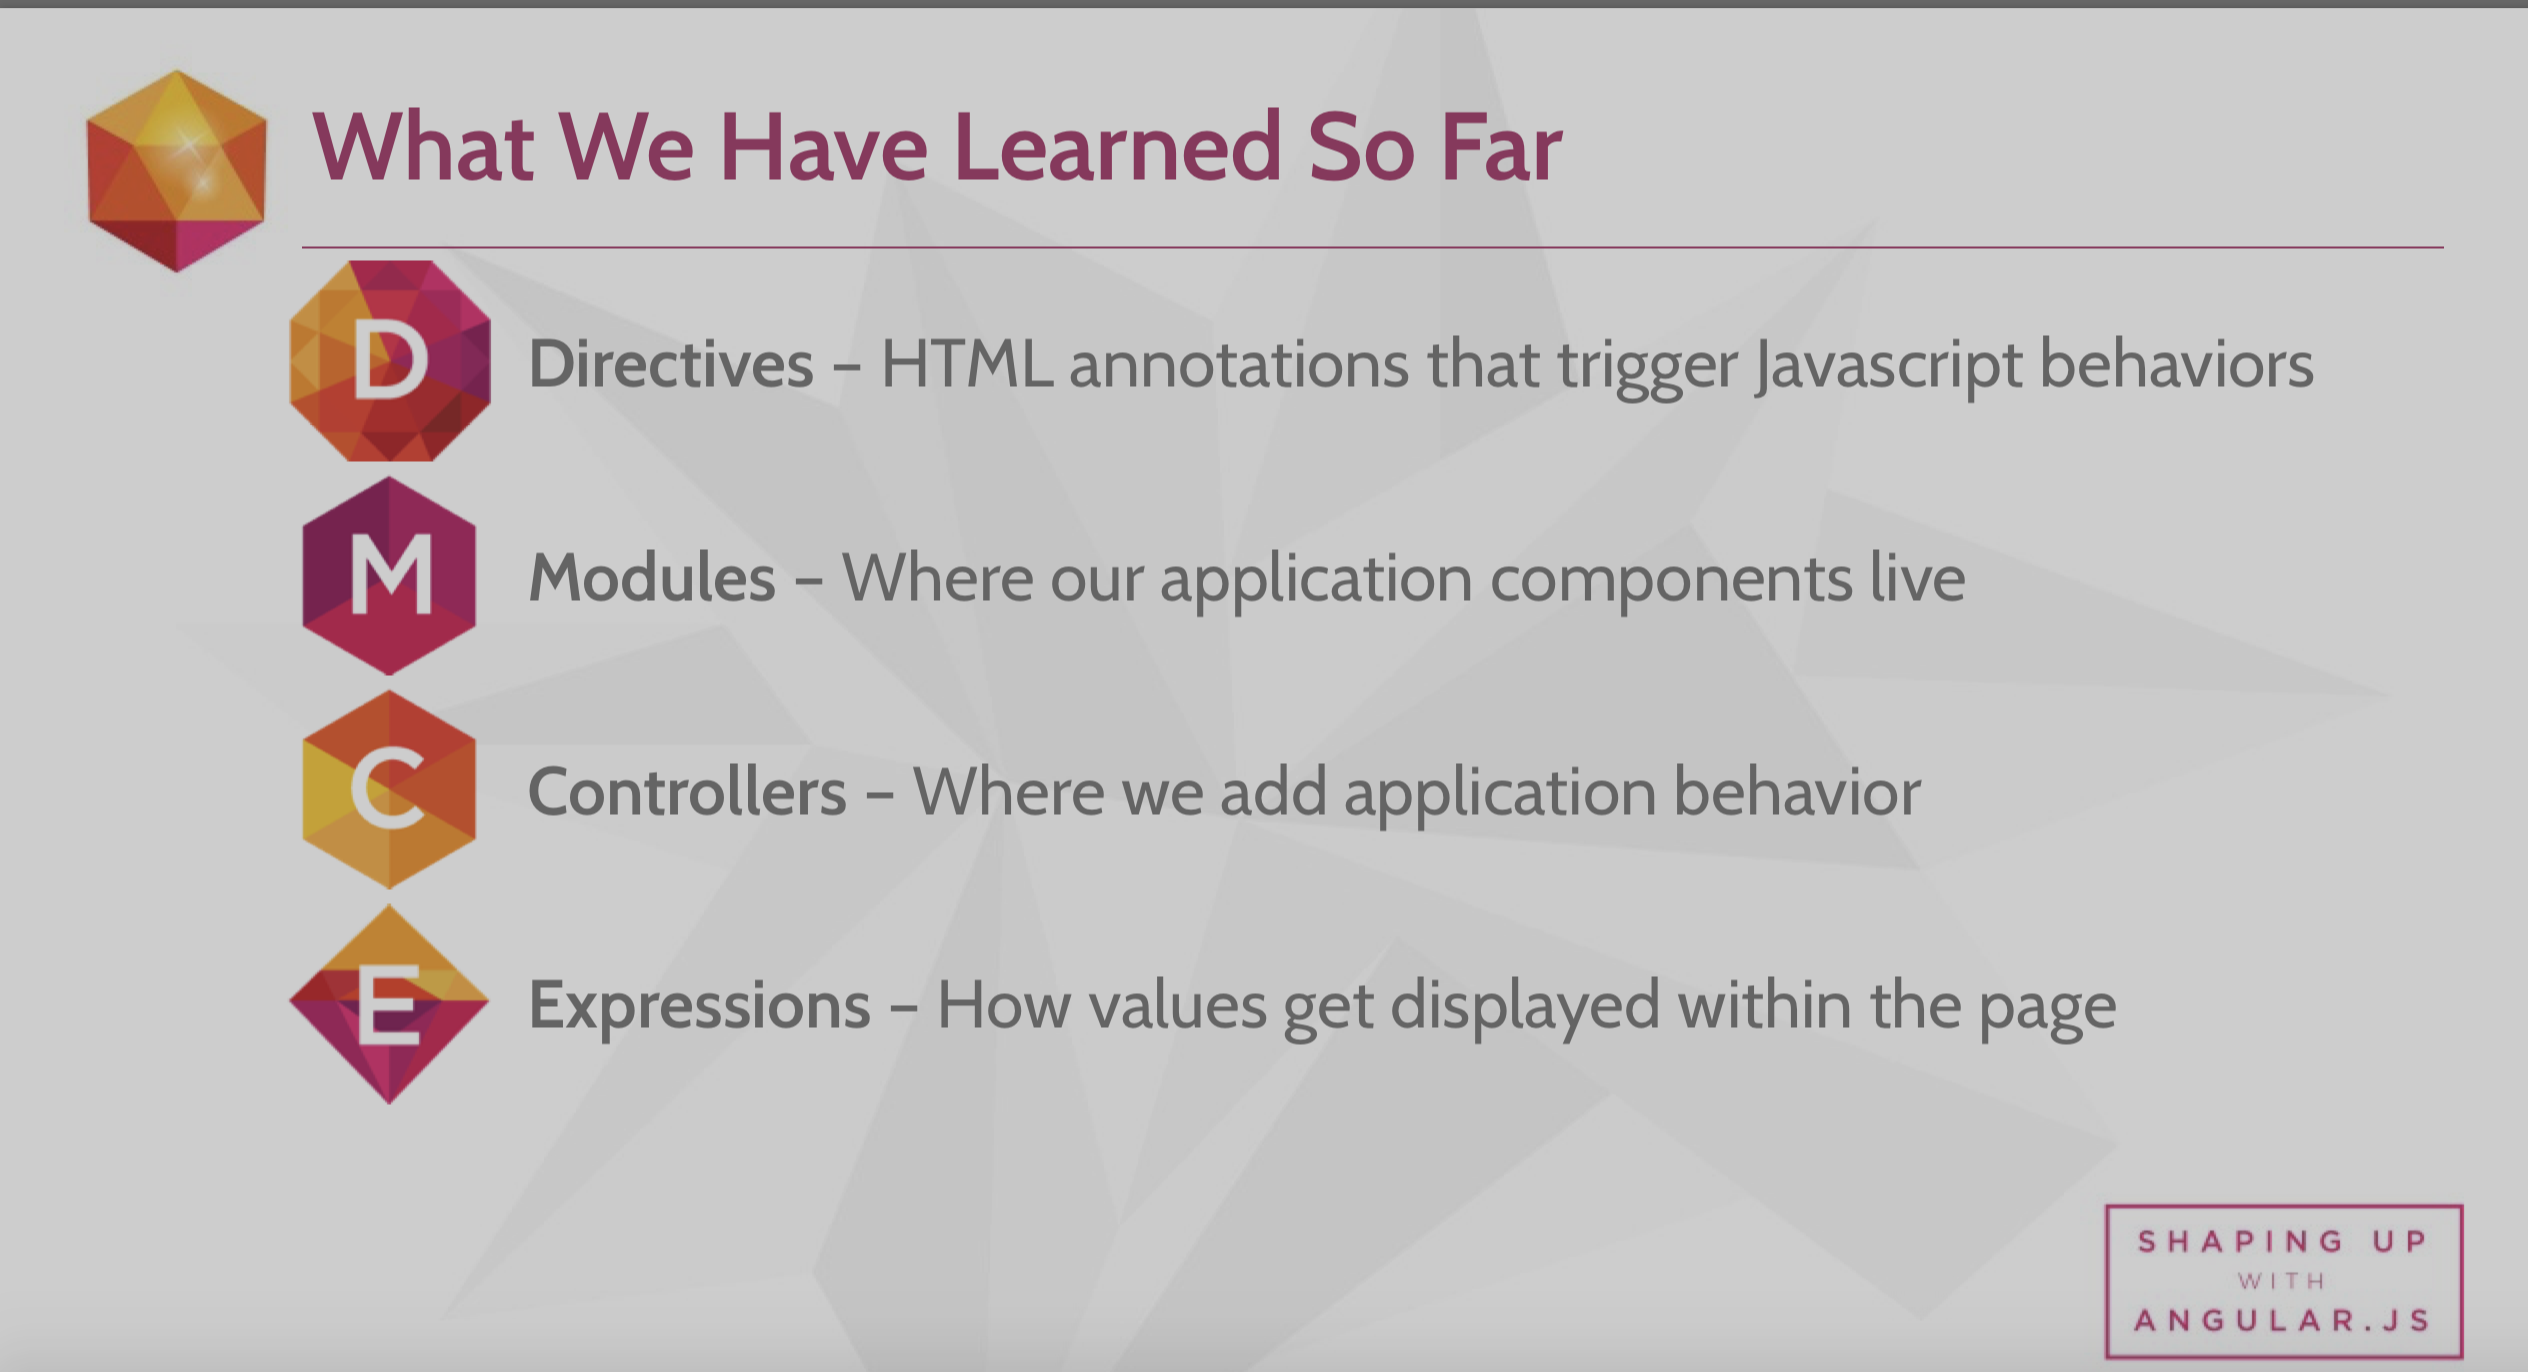 What We Have Learned So Far
D
Directives – HTML annotations that trigger Javascript behaviors
M
Modules – Where our application components live
C
Controllers – Where we add application behavior
E
Expressions – How values get displayed within the page
SHAPING UP
WITH
ANGULAR.JS